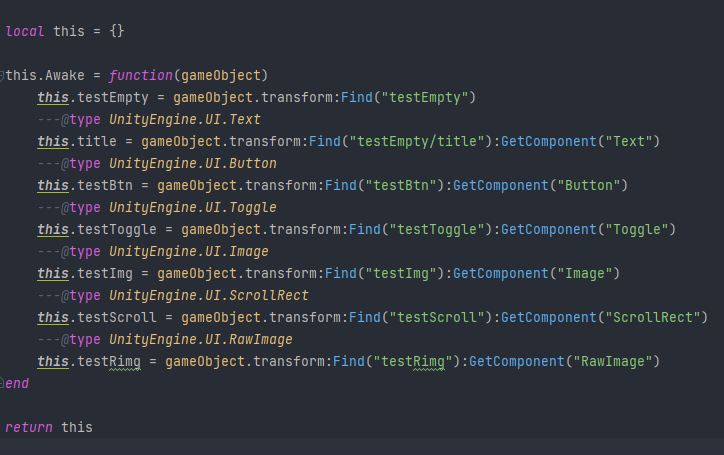 local this = {}
this.Awake = function(gameObject)
this.testEmpty = gameObject.transform:Find("testEmpty")
---@type UnityEngine.UI.Text
this.title = gameObject.transform:Find("testEmpty/title"):GetComponent("Text")
---@type UnityEngine.UI.Button
this.testBtn = gameObject.transform:Find("testBtn"):GetComponent("Button")
---@type UnityEngine.UI.Toggle
this.testToggle = gameObject.transform:Find("testToggle"):GetComponent("Toggle")
---@type UnityEngine.UI.Image
this.testImg = gameObject.transform:Find("testImg"):GetComponent("Image")
---@type UnityEngine.UI.ScrollRect
this.testScroll = gameObject.transform:Find("testScroll"):GetComponent("ScrollRect")
---@type UnityEngine.UI.RawImage
this.testRimg = gameObject.transform:Find("testRimg"):GetComponent("RawImage")
end
return this